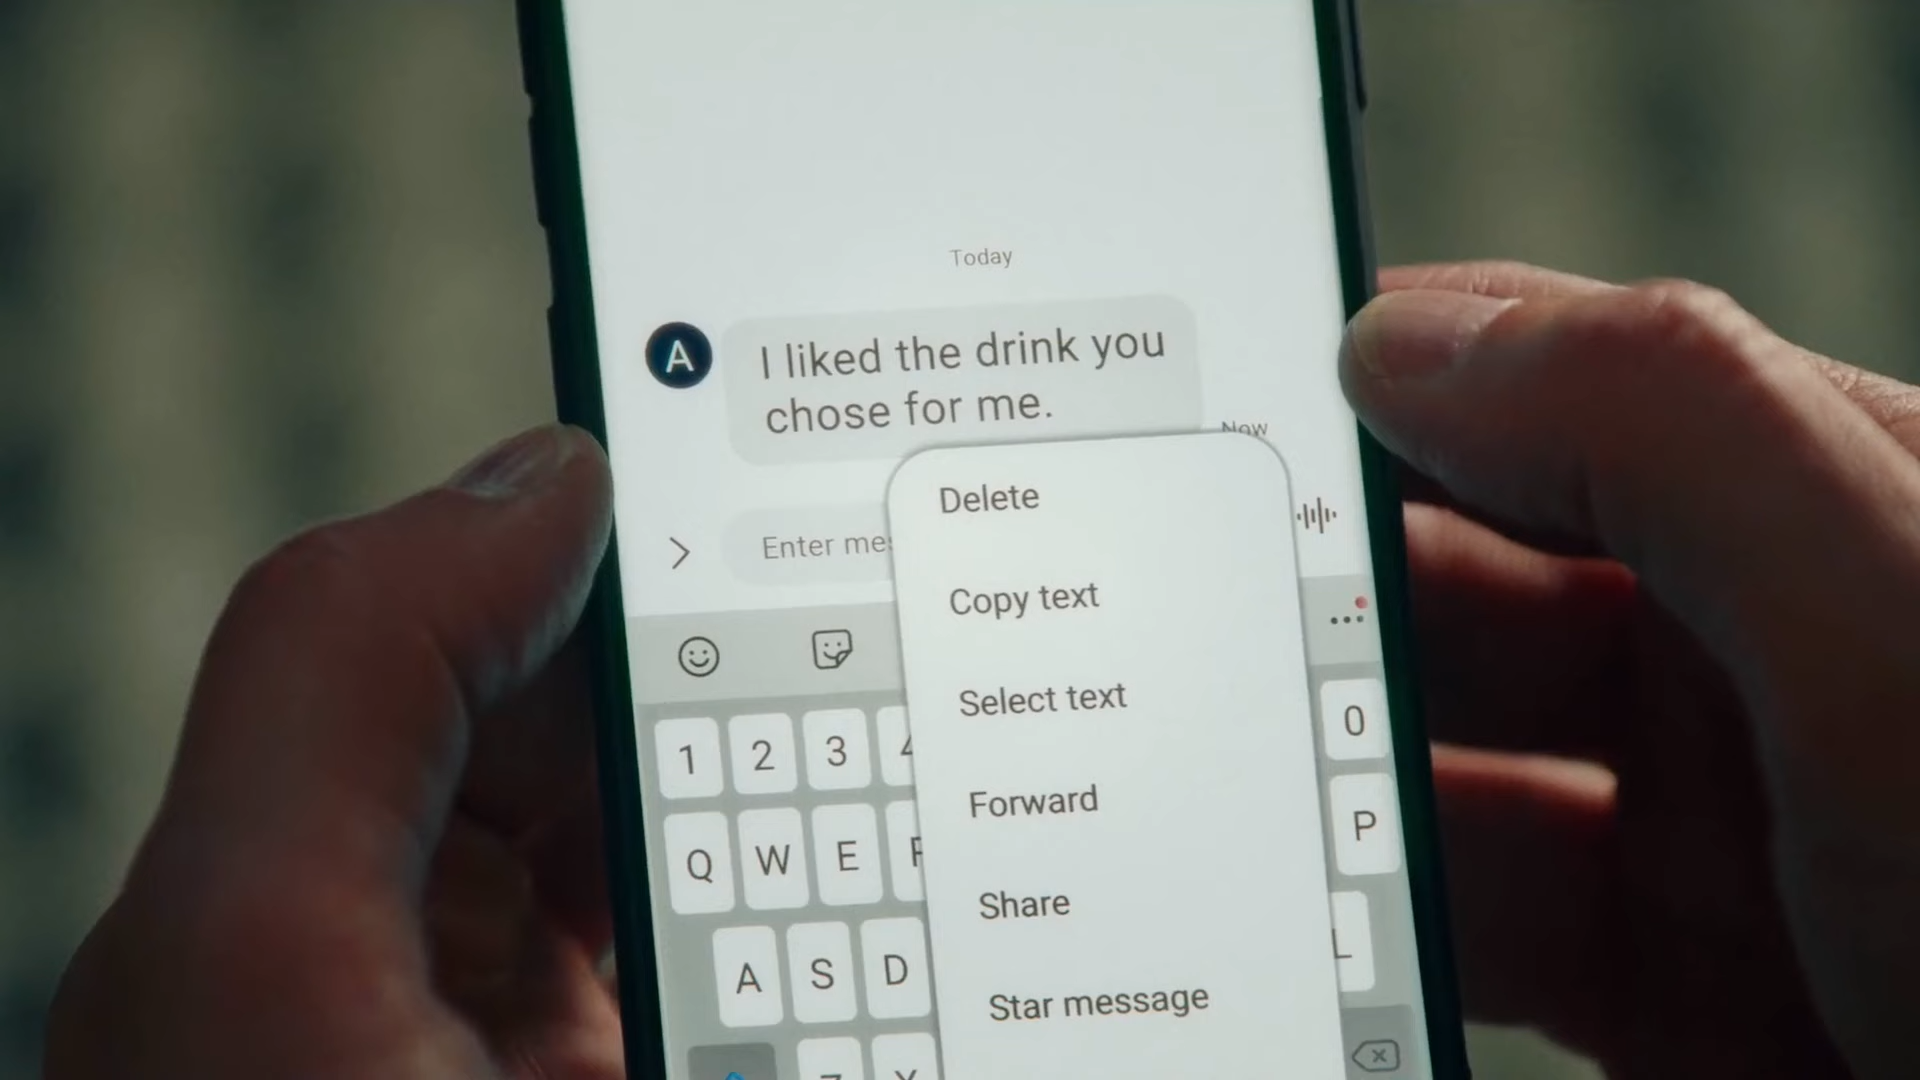 Today
A
I liked the drink you
chose for me.
Now
Enter me
Delete
Copy text
Select text
Forward
Share
Star message
1 2 3 4 0
Q W E P
A S D L